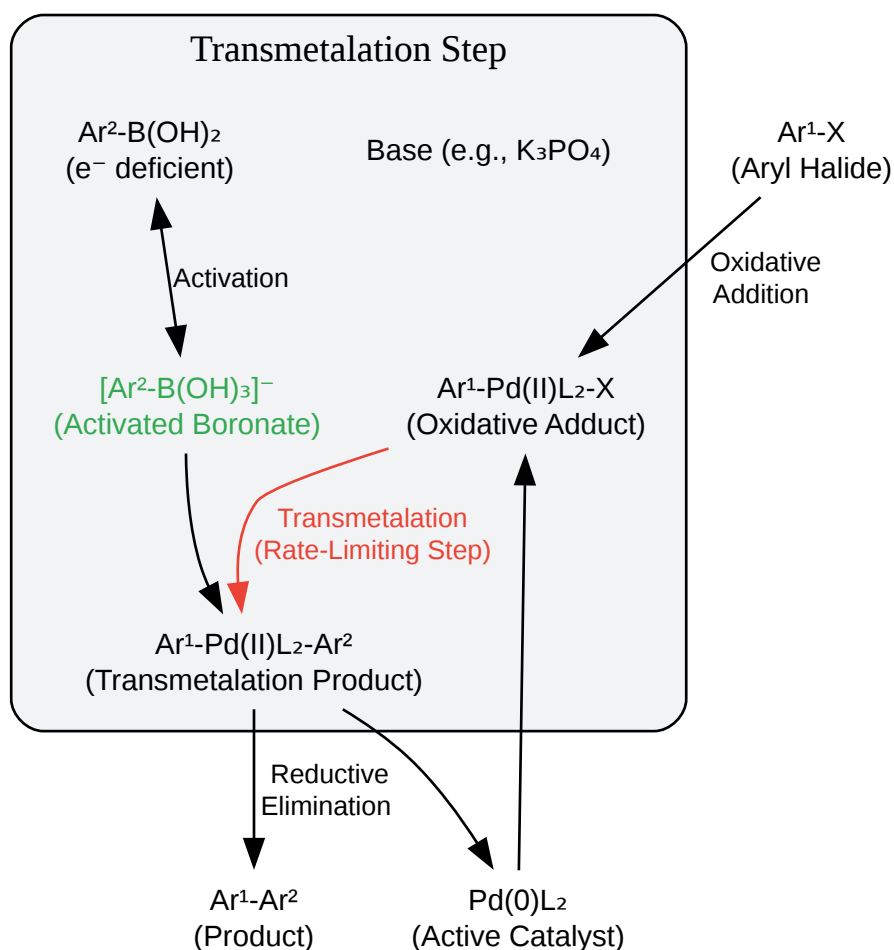 Transmetalation Step
Ar²-B(OH)₂
(e⁻ deficient)
Base (e.g., K₃PO₄)
Ar¹-X
(Aryl Halide)
Activation
Oxidative
Addition
[Ar²-B(OH)₃]⁻
(Activated Boronate)
Ar¹-Pd(II)L₂-X
(Oxidative Adduct)
Transmetalation
(Rate-Limiting Step)
Ar¹-Pd(II)L₂-Ar²
(Transmetalation Product)
Reductive
Elimination
Ar¹-Ar²
(Product)
Pd(0)L₂
(Active Catalyst)